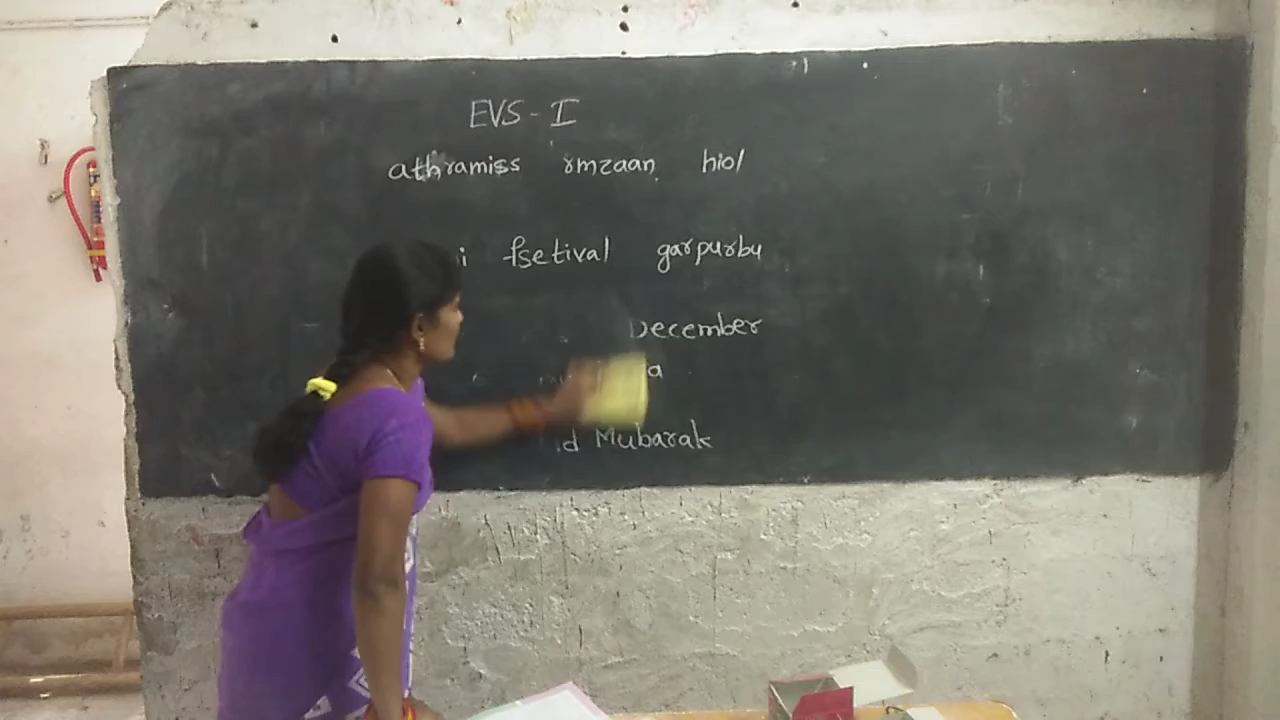 EVS - I
athramiss rmzaan hiol
fsetival garpurbu
December
Mubarak